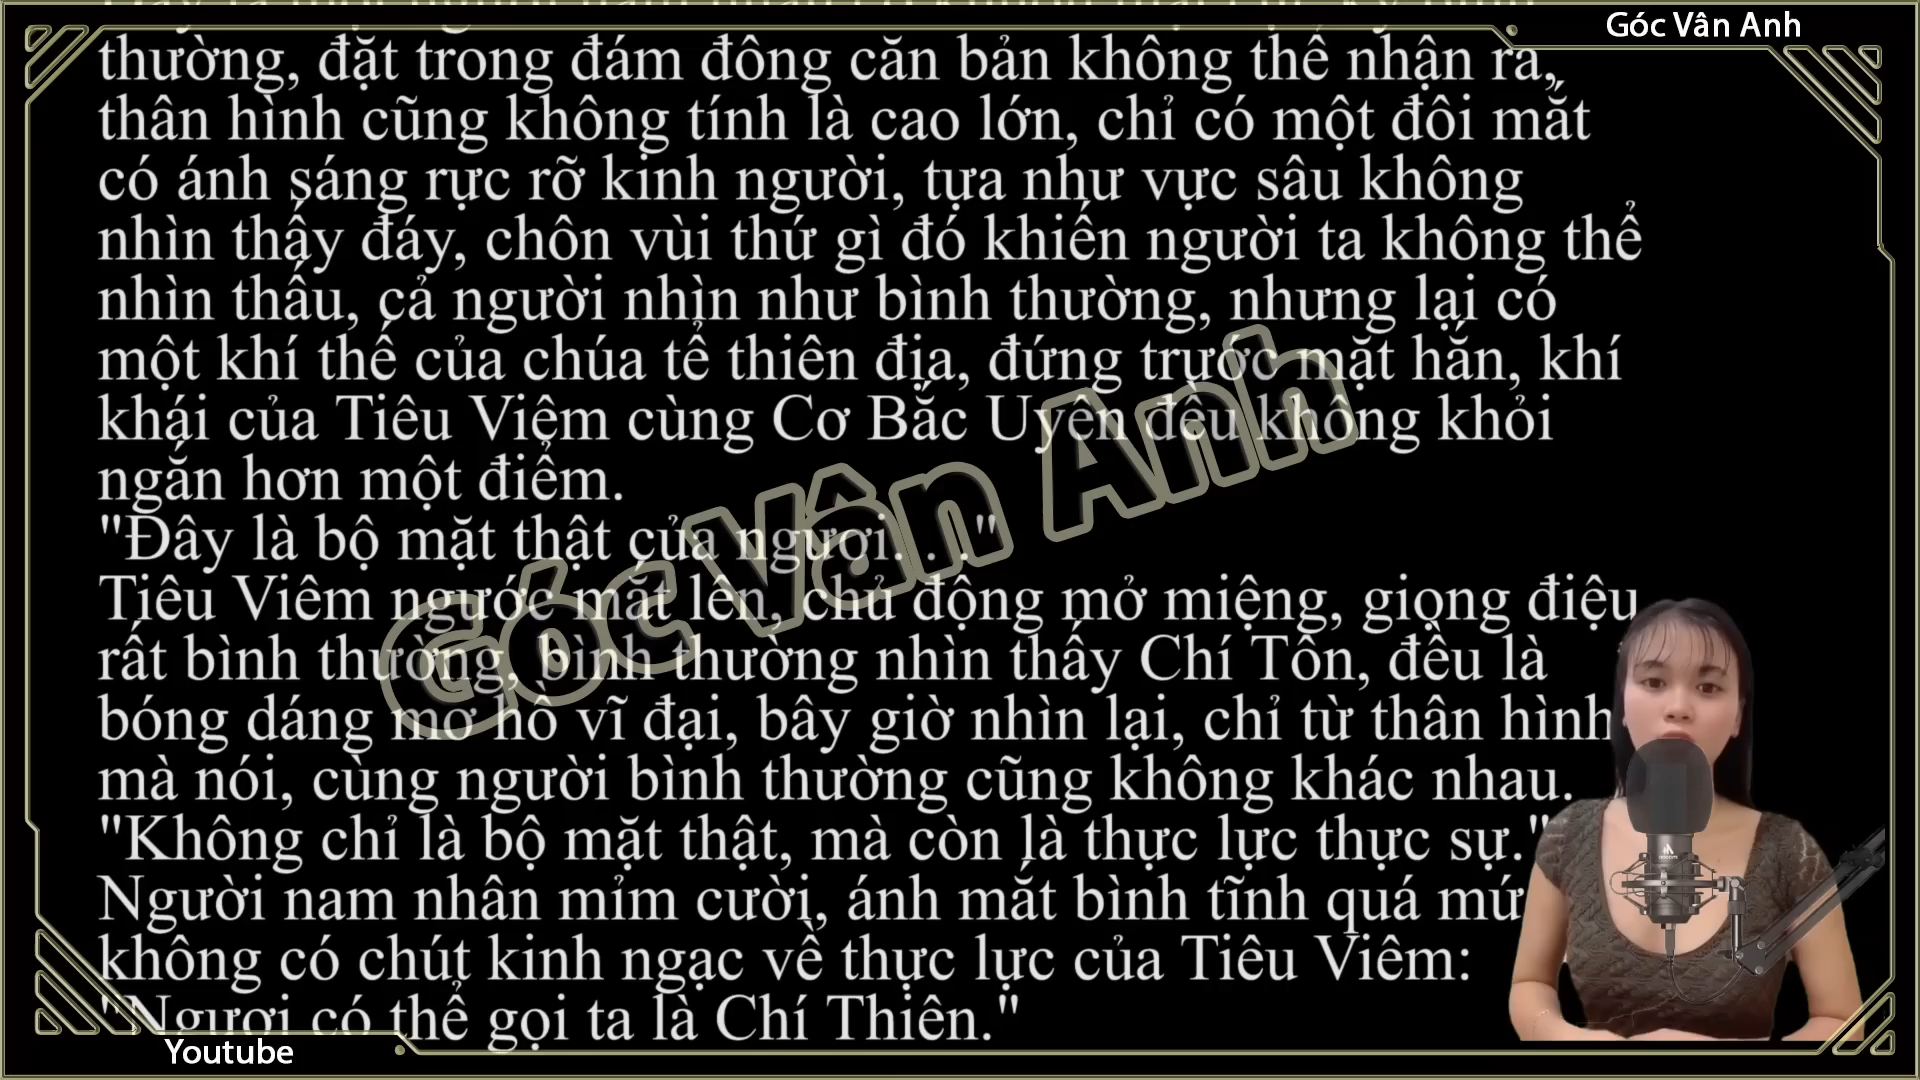 Góc Vân Anh
thường, đặt trong đám đông căn bản không thể nhận ra,
thân hình cũng không tính là cao lớn, chỉ có một đôi mắt
có ánh sáng rực rỡ kinh người, tựa như vực sâu không
nhìn thấy đáy, chôn vùi thứ gì đó khiến người ta không thể
nhìn thấu, cả người nhìn như bình thường, nhưng lại có
một khí thế của chúa tể thiên địa, đứng trước mặt hắn, khí
khái của Tiêu Viêm cùng Cơ Bắc Uyên đều không khỏi
ngắn hơn một điểm.
"Đây là bộ mặt thật của ngươi. . ."
Tiêu Viêm ngước mắt lên, chủ động mở miệng, giọng điệu
rất bình thường, bình thường nhìn thấy Chí Tôn, đều là
bóng dáng mơ hồ vĩ đại, bây giờ nhìn lại, chỉ từ thân hình
mà nói, cùng người bình thường cũng không khác nhau.
"Không chỉ là bộ mặt thật, mà còn là thực lực thực sự."
Người nam nhân mỉm cười, ánh mắt bình tĩnh quá
không có chút kinh ngạc về thực lực của Tiêu Viêm:
"Ngươi có thể gọi ta là Chí Thiên."
Góc Vân Anh
Youtube